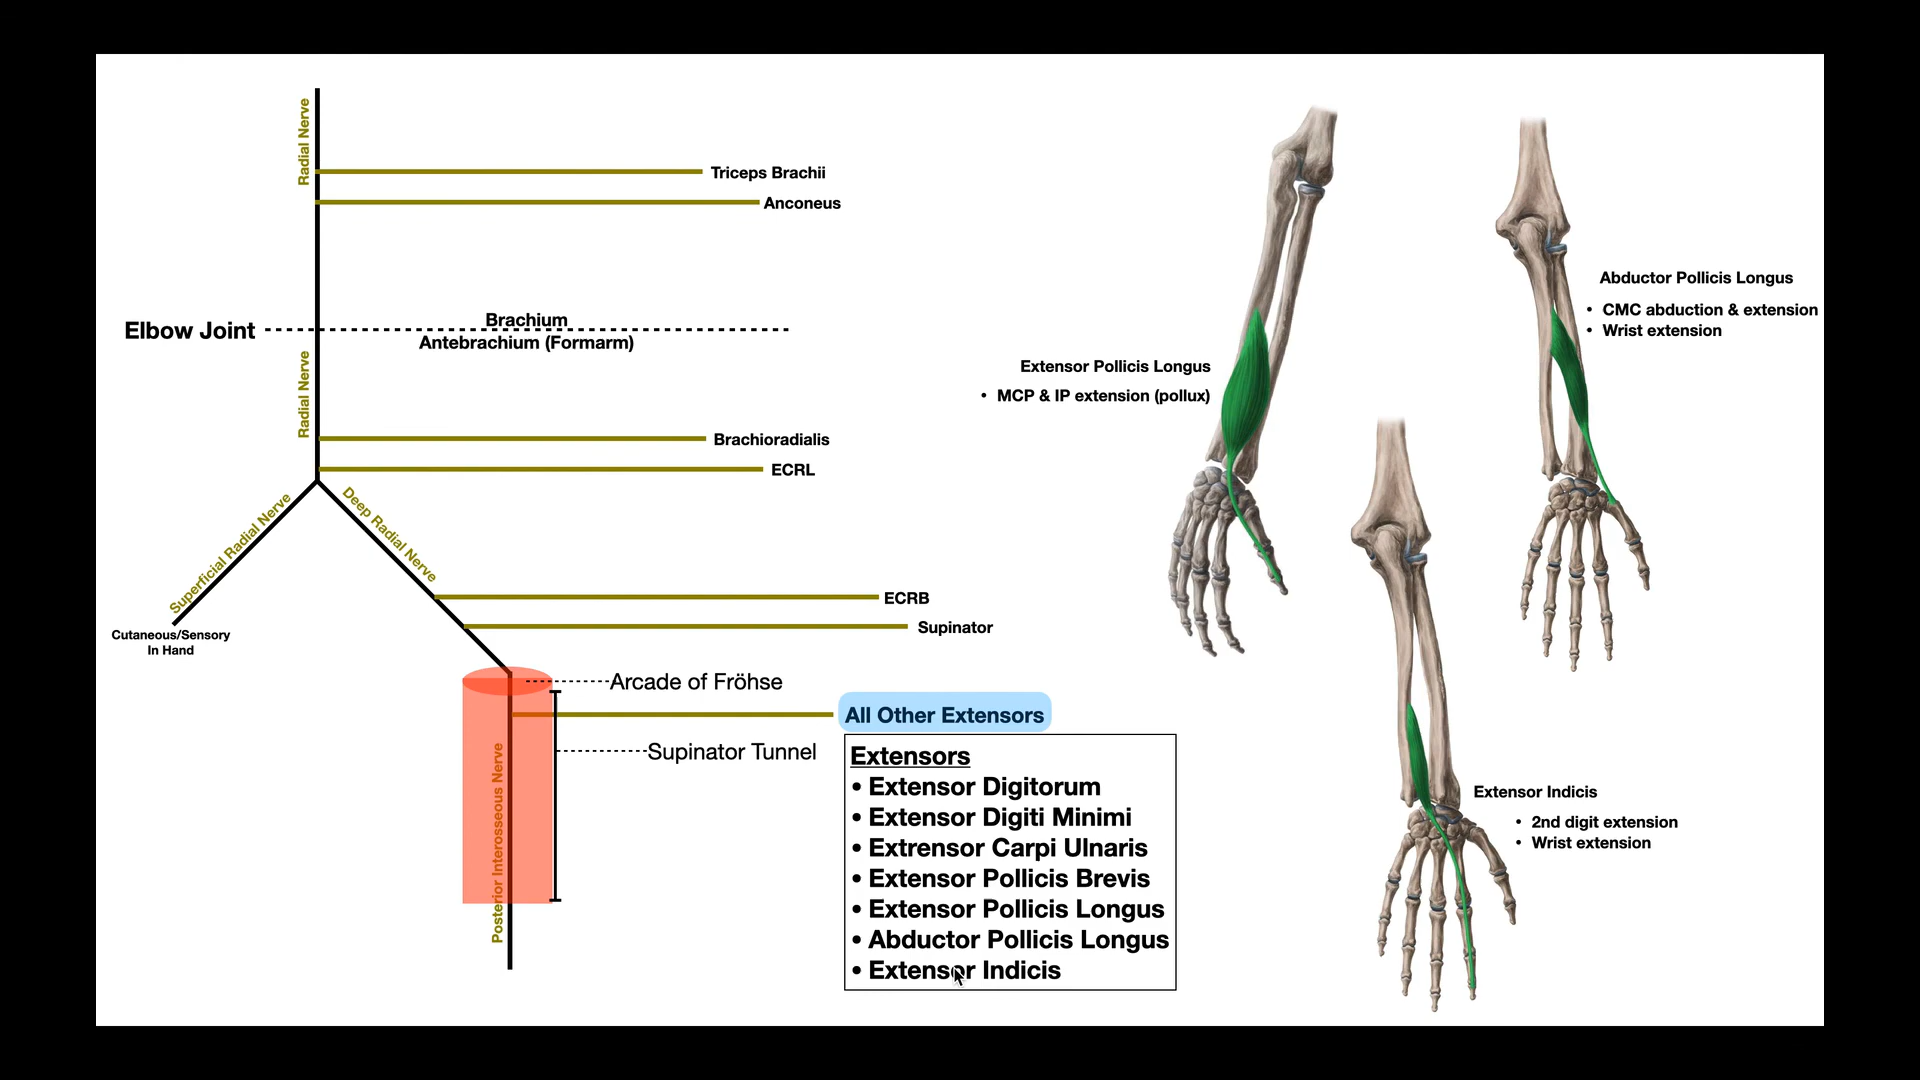 Radial Nerve
Triceps Brachii
Anconeus
Elbow Joint
Brachium
Antebrachium (Formarm)
Radial Nerve
Brachioradialis
ECRL
Superficial Radial Nerve
Deep Radial Nerve
Cutaneous/Sensory
In Hand
ECRB
Supinator
Arcade of Fröhse
All Other Extensors
Supinator Tunnel
Posterior Interosseous Nerve
Extensors
• Extensor Digitorum
• Extensor Digiti Minimi
• Extrensor Carpi Ulnaris
• Extensor Pollicis Brevis
• Extensor Pollicis Longus
• Abductor Pollicis Longus
• Extensor Indicis
Extensor Pollicis Longus
• MCP & IP extension (pollux)
Abductor Pollicis Longus
• CMC abduction & extension
• Wrist extension
Extensor Indicis
• 2nd digit extension
• Wrist extension